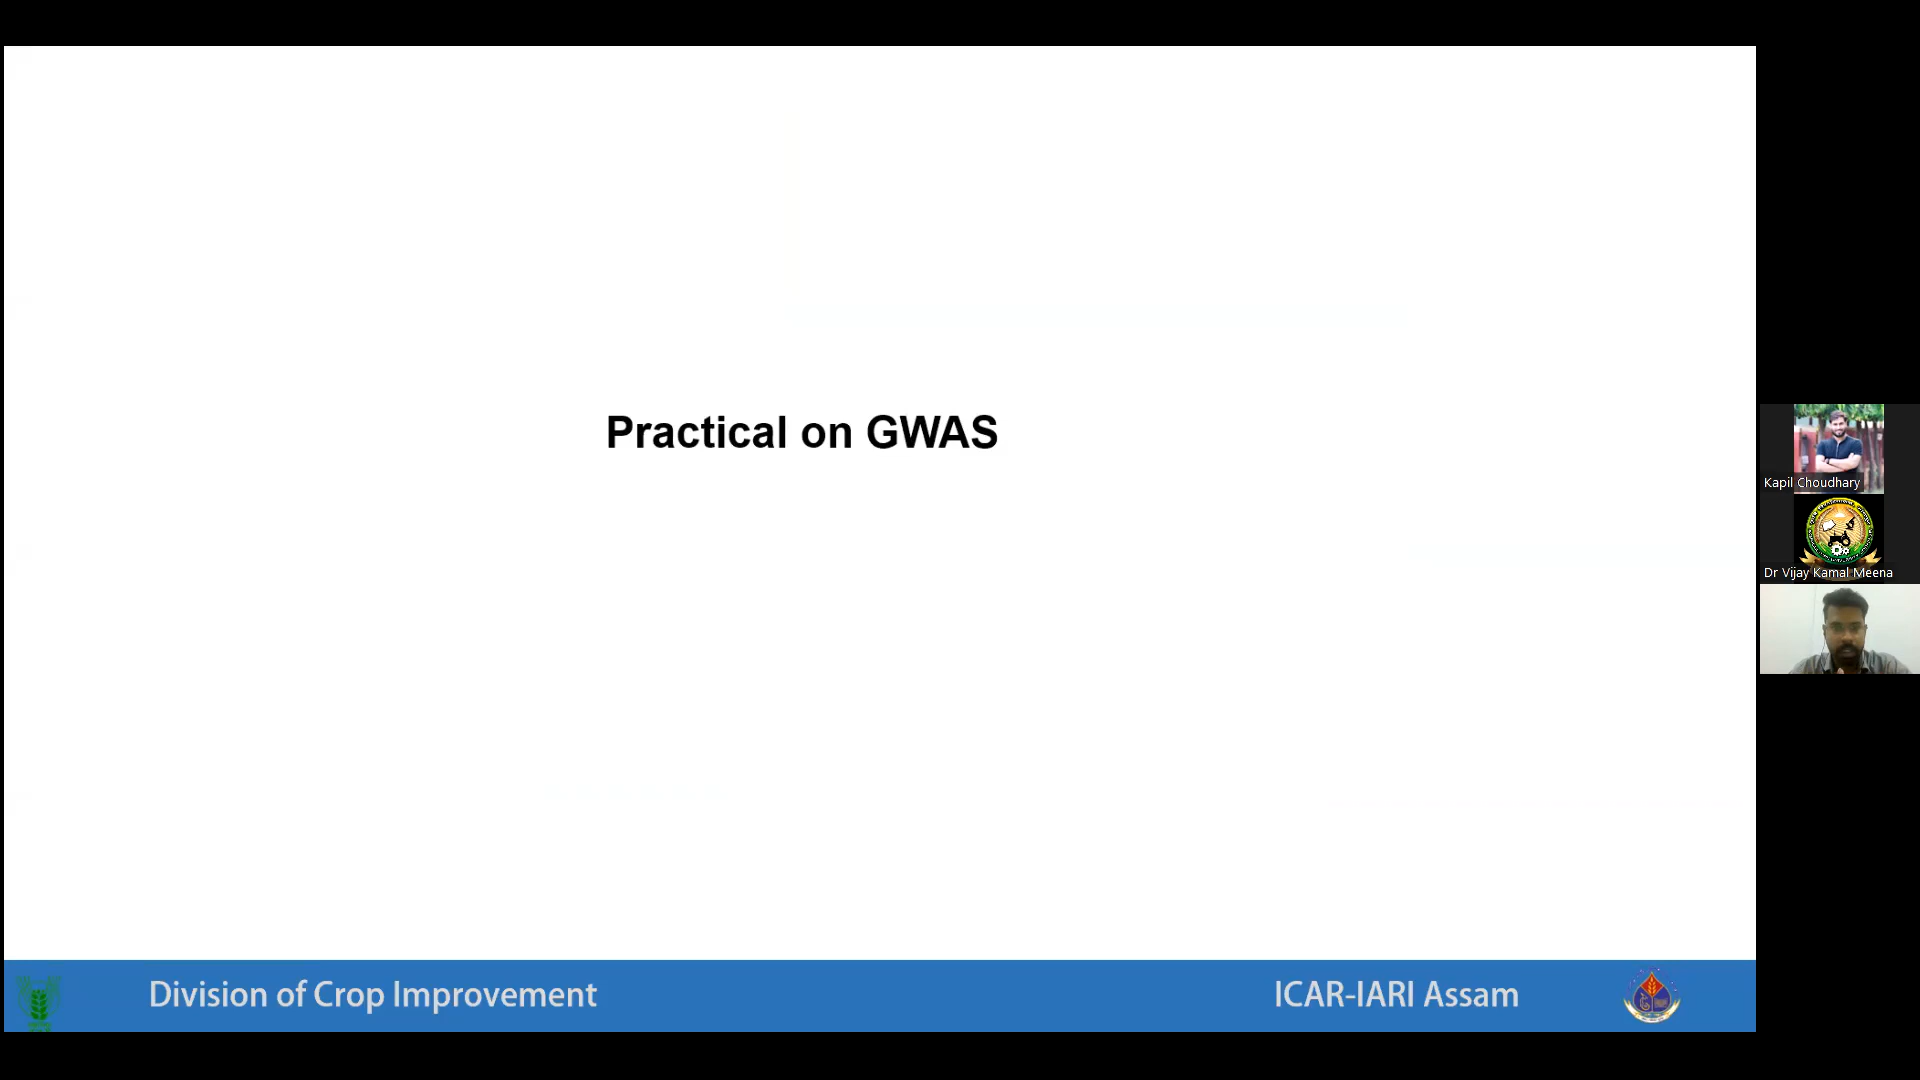 Practical on GWAS
Kapil Choudhary
Dr Vijay Kamal Meena
Division of Crop Improvement
ICAR-IARI Assam